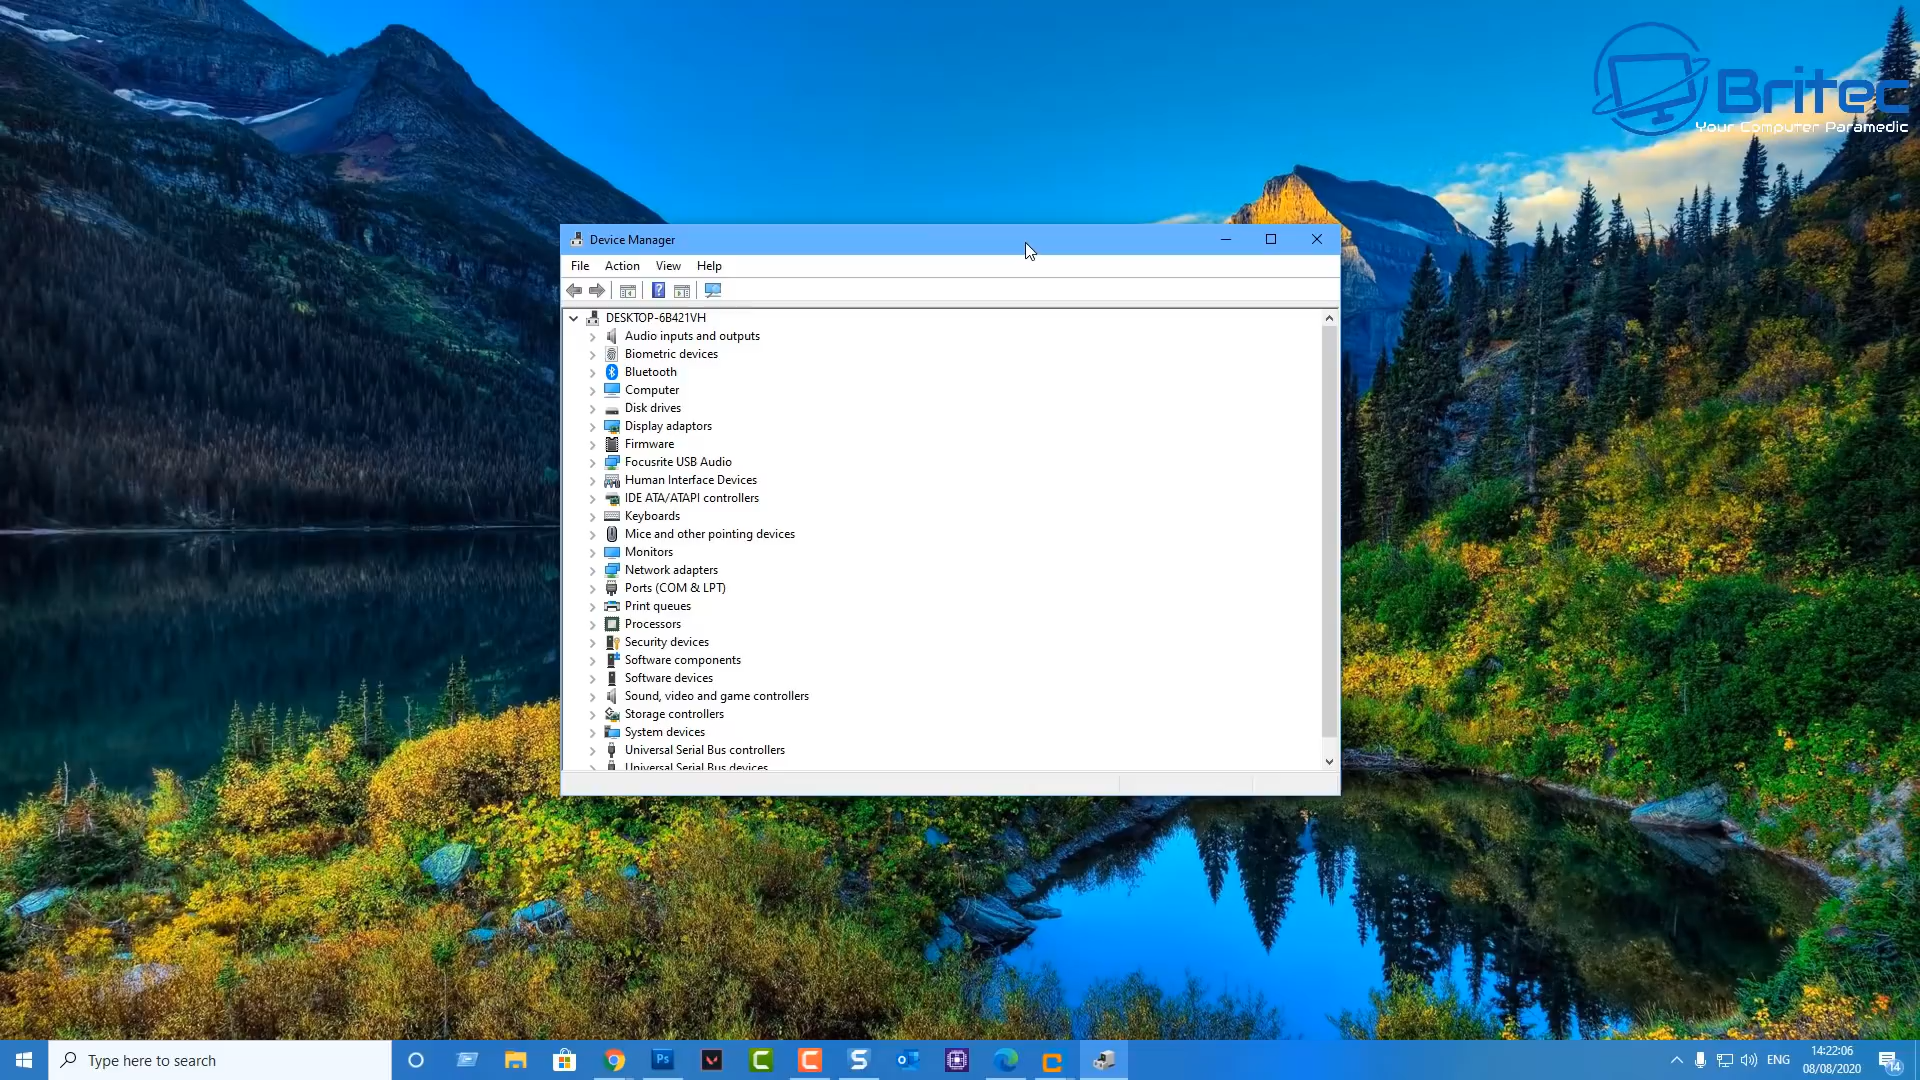 Britec
Your Computer Paramedic
Device Manager
File Action View Help
DESKTOP-6B421VH
Audio inputs and outputs
Biometric devices
Bluetooth
Computer
Disk drives
Display adaptors
Firmware
Focusrite USB Audio
Human Interface Devices
IDE ATA/ATAPI controllers
Keyboards
Mice and other pointing devices
Monitors
Network adapters
Ports (COM & LPT)
Print queues
Processors
Security devices
Software components
Software devices
Sound, video and game controllers
Storage controllers
System devices
Universal Serial Bus controllers
Universal Serial Bus devices
Type here to search
Ps
ENG
14:22:06
08/08/2020
14